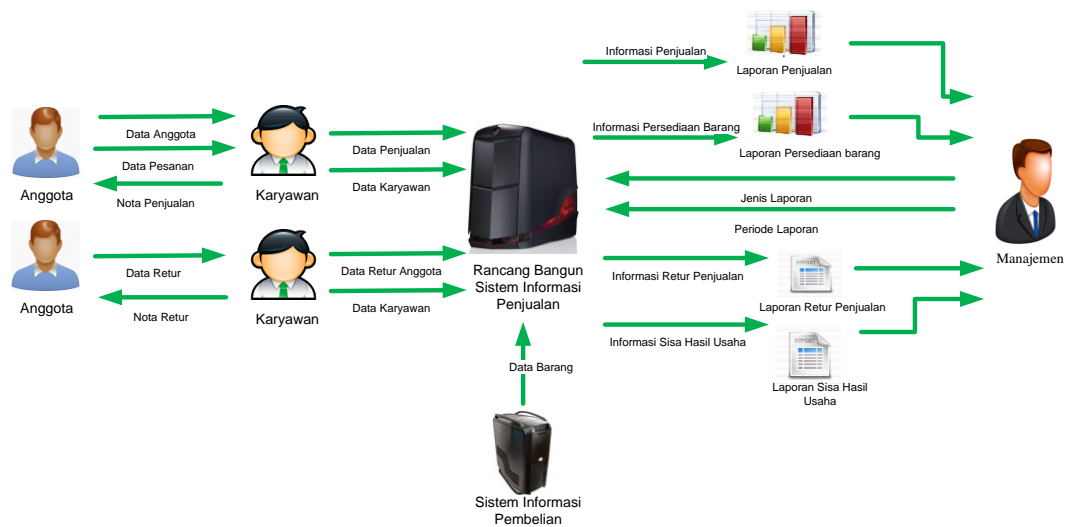 Informasi Penjualan
Laporan Penjualan
Data Anggota
Data Pesanan
Nota Penjualan
Anggota
Karyawan
Data Penjualan
Data Karyawan
Informasi Persediaan Barang
Laporan Persediaan barang
Jenis Laporan
Periode Laporan
Manajemen
Data Retur
Nota Retur
Anggota
Karyawan
Data Retur Anggota
Data Karyawan
Rancang Bangun
Sistem Informasi
Penjualan
Informasi Retur Penjualan
REPORT
Laporan Retur Penjualan
Informasi Sisa Hasil Usaha
REPORT
Laporan Sisa Hasil
Usaha
Data Barang
Sistem Informasi
Pembelian